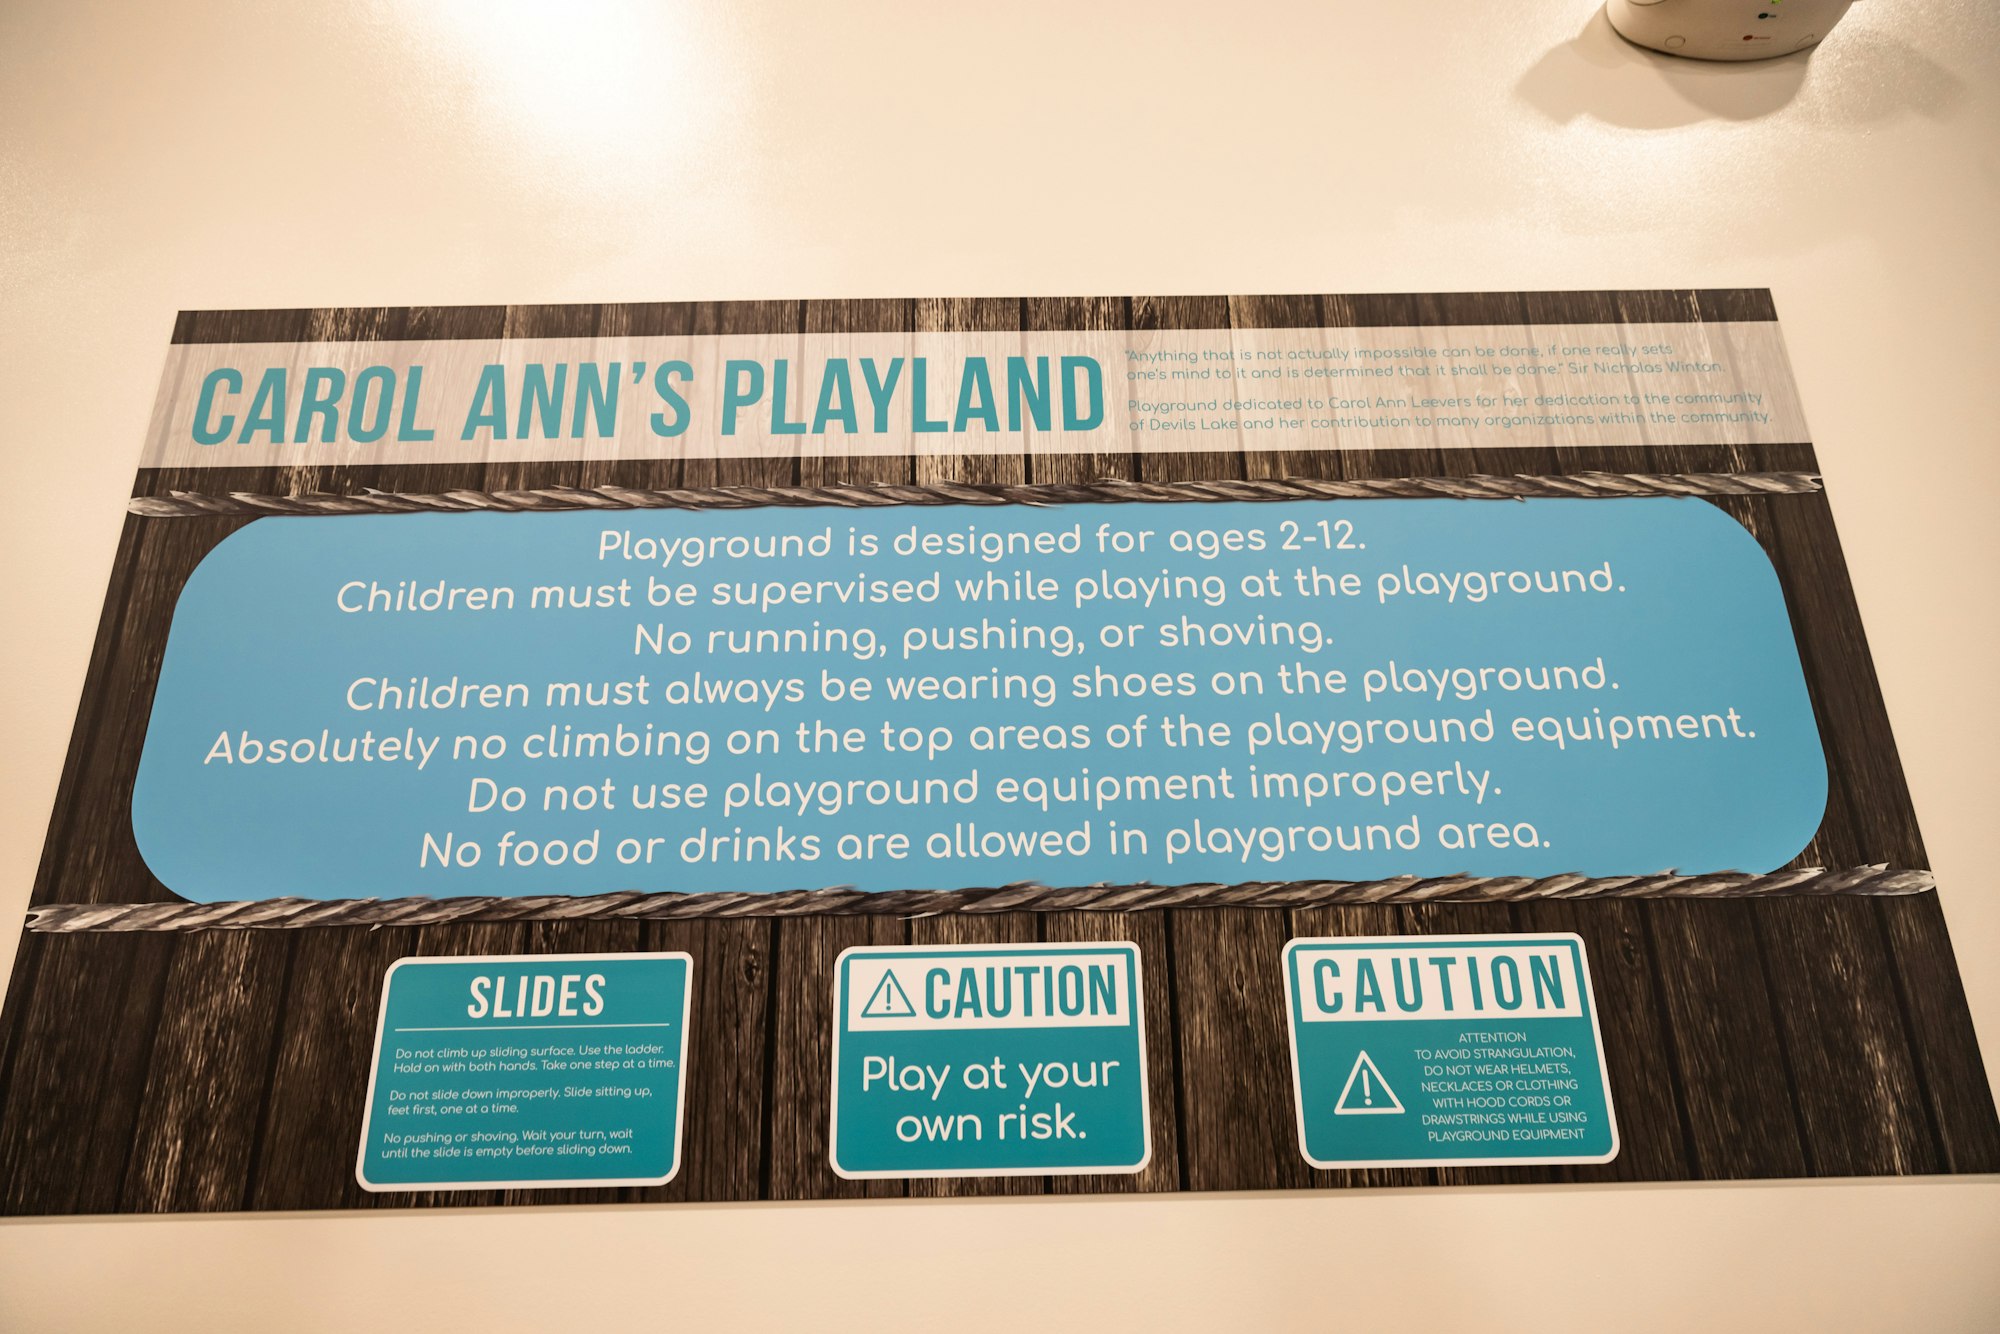 CAROL ANN'S PLAYLAND
"Anything that is not actually impossible can be done, if one really sets
one's mind to it and is determined that it shall be done." Sir Nicholas Winton.
Playground dedicated to Carol Ann Leevers for her dedication to the community
of Devils Lake and her contribution to many organizations within the community.
Playground is designed for ages 2-12.
Children must be supervised while playing at the playground.
No running, pushing, or shoving.
Children must always be wearing shoes on the playground.
Absolutely no climbing on the top areas of the playground equipment.
Do not use playground equipment improperly.
No food or drinks are allowed in playground area.
SLIDES
Do not climb up sliding surface. Use the ladder.
Hold on with both hands. Take one step at a time.
Do not slide down improperly. Slide sitting up,
feet first, one at a time.
No pushing or shoving. Wait your turn, wait
until the slide is empty before sliding down.
CAUTION
Play at your
own risk.
CAUTION
ATTENTION
TO AVOID STRANGULATION,
DO NOT WEAR HELMETS,
NECKLACES OR CLOTHING
WITH HOOD CORDS OR
DRAWSTRINGS WHILE USING
PLAYGROUND EQUIPMENT